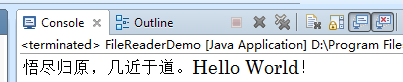 Console Outline
<terminated> FileReaderDemo [Java Application] D:\Program File
悟尽归原，几近于道。Hello World!